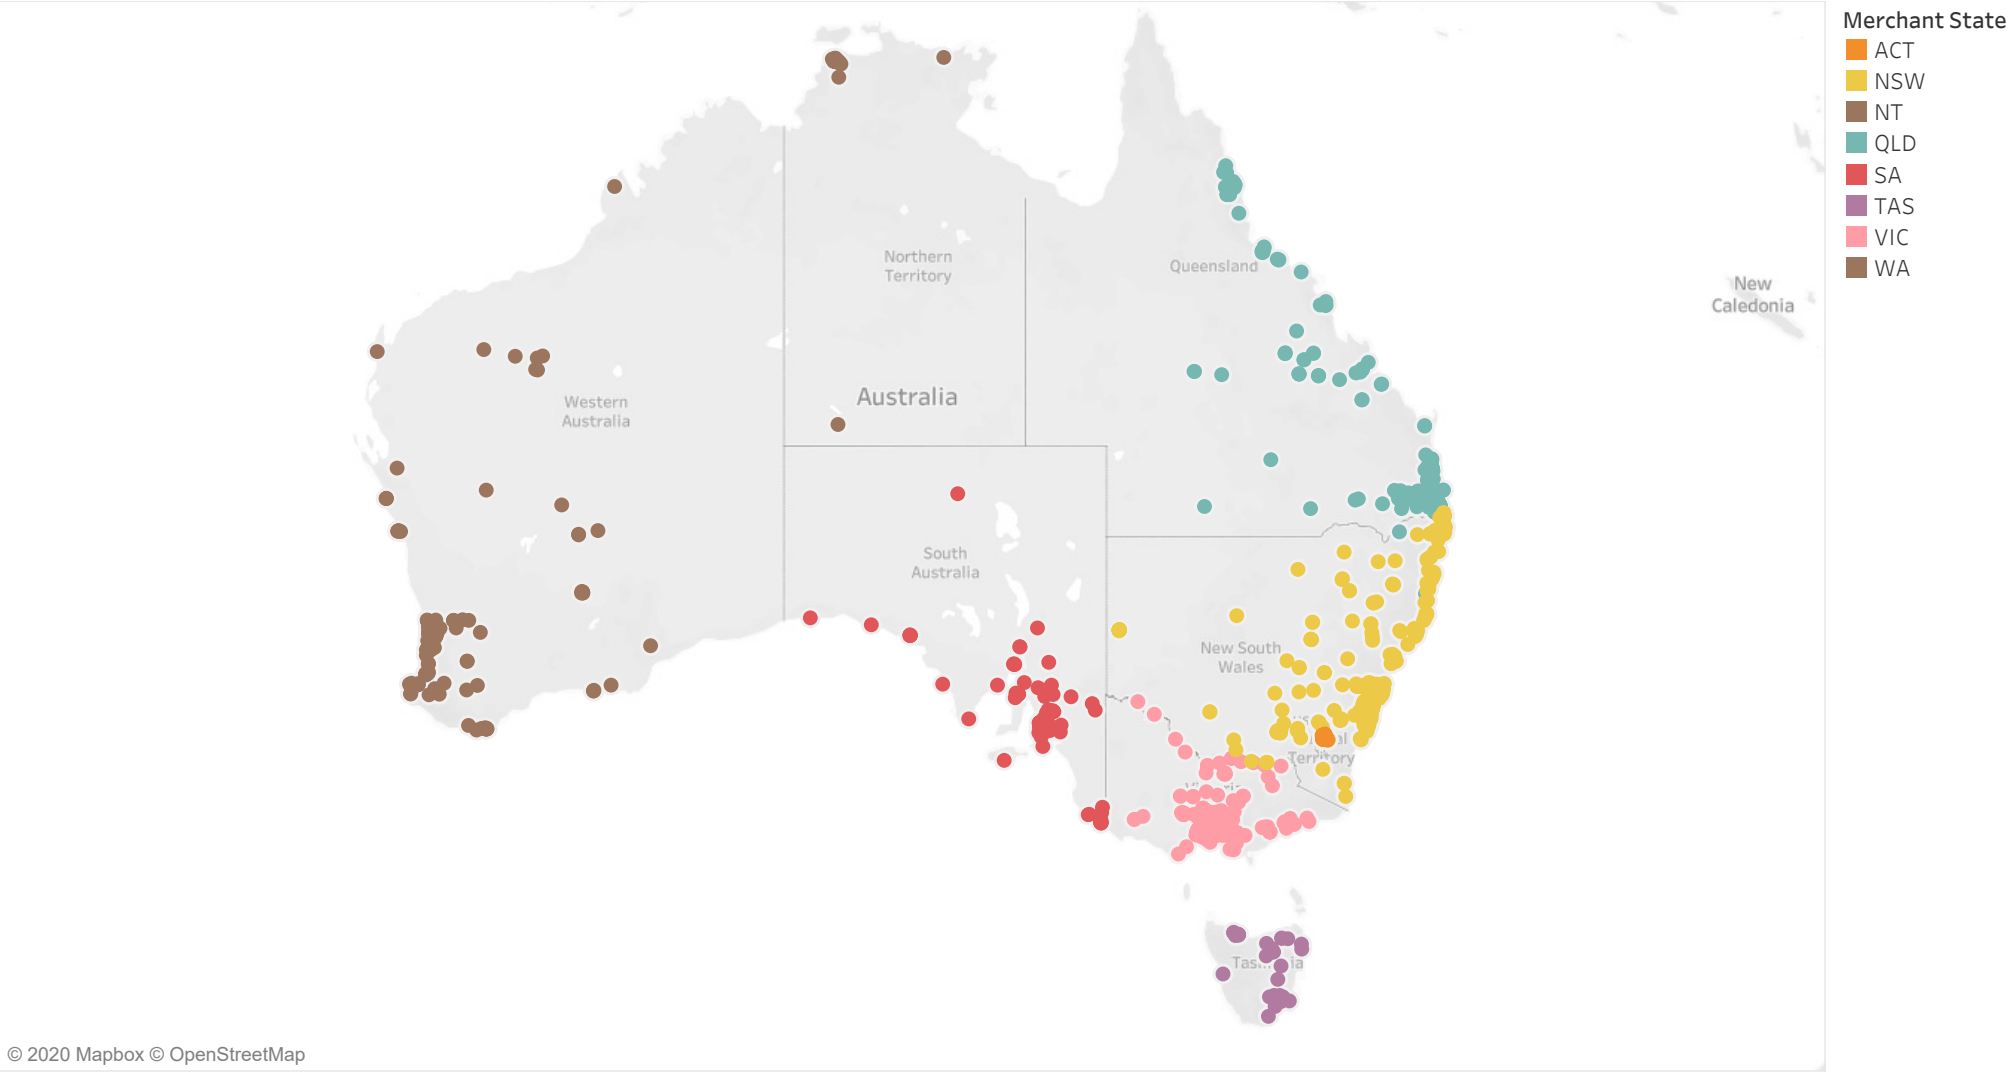 Merchant State
ACT
NSW
NT
QLD
SA
TAS
VIC
WA
Northern
Territory
Queensland
New
Caledonia
Australia
Western
Australia
South
Australia
New South
Wales
Territory
© 2020 Mapbox © OpenStreetMap